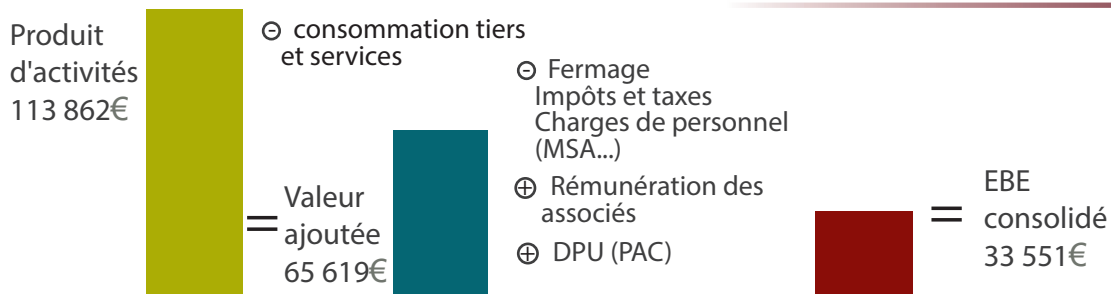 Produit
d'activités
113 862€
⊖ consommation tiers
et services
=
Valeur
ajoutée
65 619€
⊖ Fermage
Impôts et taxes
Charges de personnel
(MSA...)
⊕ Rémunération des
associés
⊕ DPU (PAC)
=
EBE
consolidé
33 551€